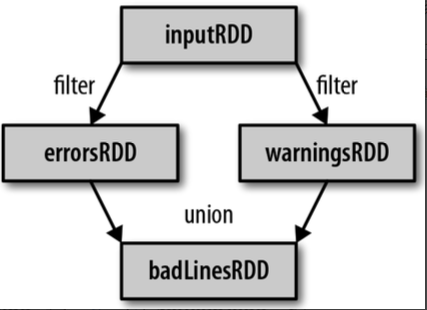 inputRDD
filter
filter
errorsRDD
warningsRDD
union
badLinesRDD